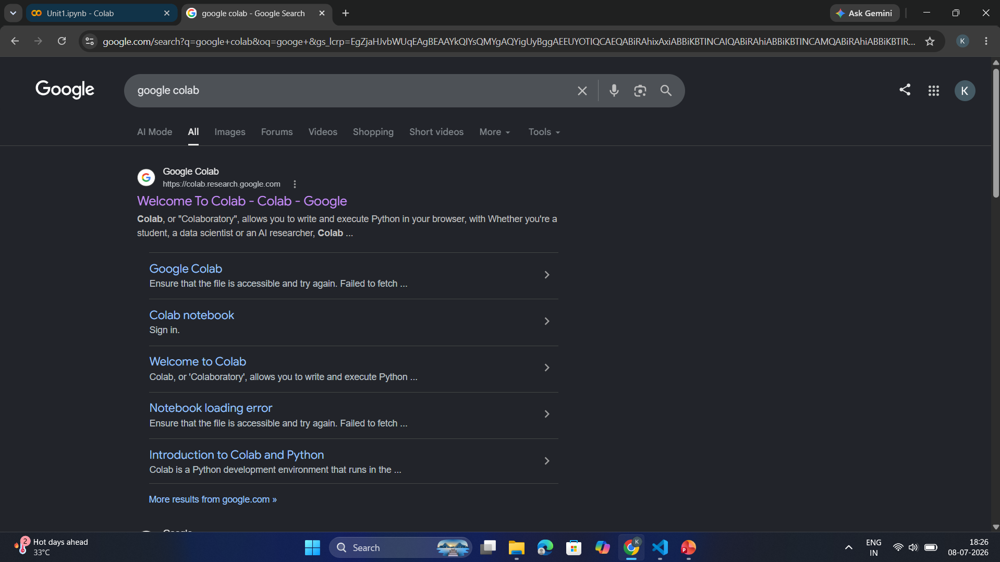 Unit1.ipynb - Colab
google colab - Google Search
Ask Gemini
google.com/search?q=google+colab&oq=googe+&gs_lcrp=EgZjaHJvbWUqEAgBEAAYkQIYsQMYgAQYigUyBggAEEUYOTIQCAEQABiRAhixAxiABBiKBTINCAIQABiRAhiABBiKBTINCAMQABiRAhiABBiKBTIR...
K
Google
google colab
K
AI Mode
All
Images
Forums
Videos
Shopping
Short videos
More
Tools
Google Colab
https://colab.research.google.com
Welcome To Colab - Colab - Google
Colab, or "Colaboratory", allows you to write and execute Python in your browser, with Whether you're a
student, a data scientist or an AI researcher, Colab ...
Google Colab
Ensure that the file is accessible and try again. Failed to fetch ...
Colab notebook
Sign in.
Welcome to Colab
Colab, or 'Colaboratory', allows you to write and execute Python ...
Notebook loading error
Ensure that the file is accessible and try again. Failed to fetch ...
Introduction to Colab and Python
Colab is a Python development environment that runs in the ...
More results from google.com »
2
Hot days ahead
33°C
Search
K
P
ENG
IN
18:26
08-07-2026